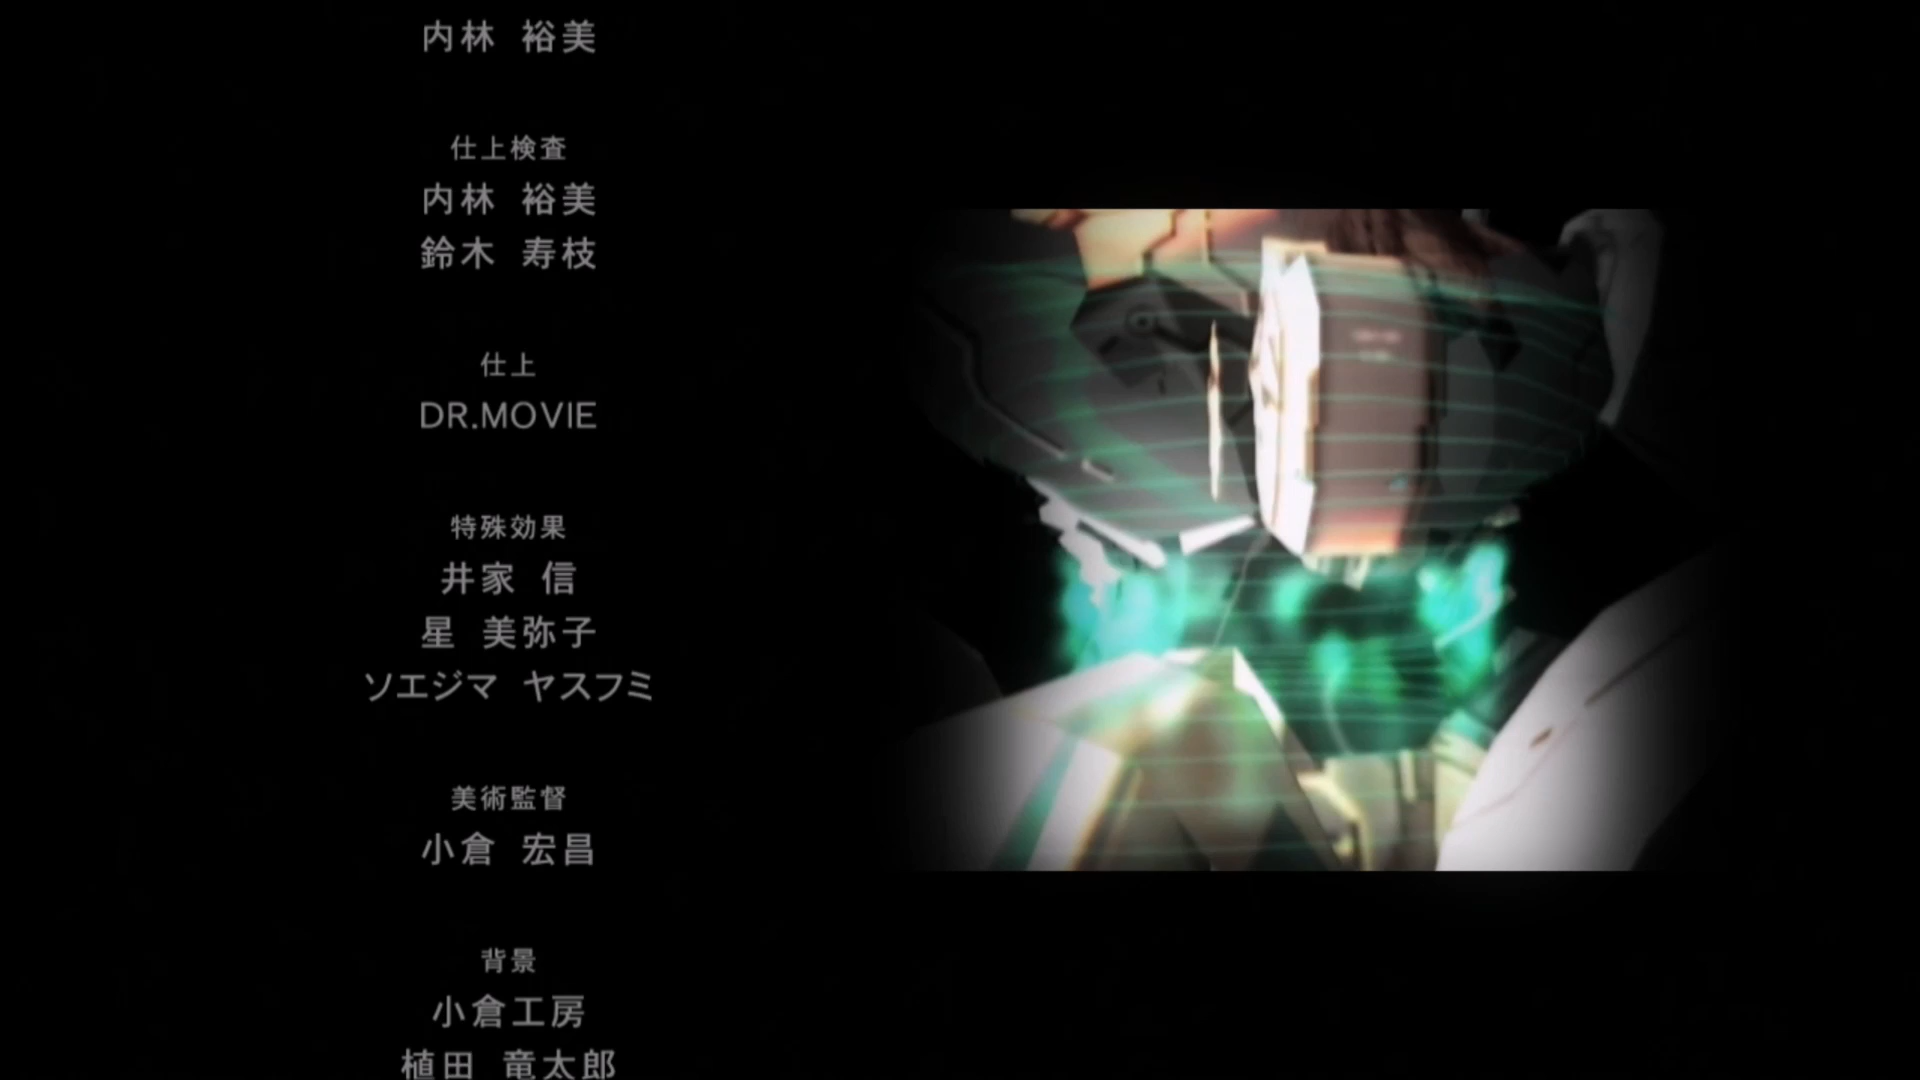 内林 裕美
仕上検査
内林 裕美
鈴木 寿枝
仕上
DR.MOVIE
特殊効果
井家 信
星 美弥子
ソエジマ ヤスフミ
美術監督
小倉 宏昌
背景
小倉工房
植田 竜太郎